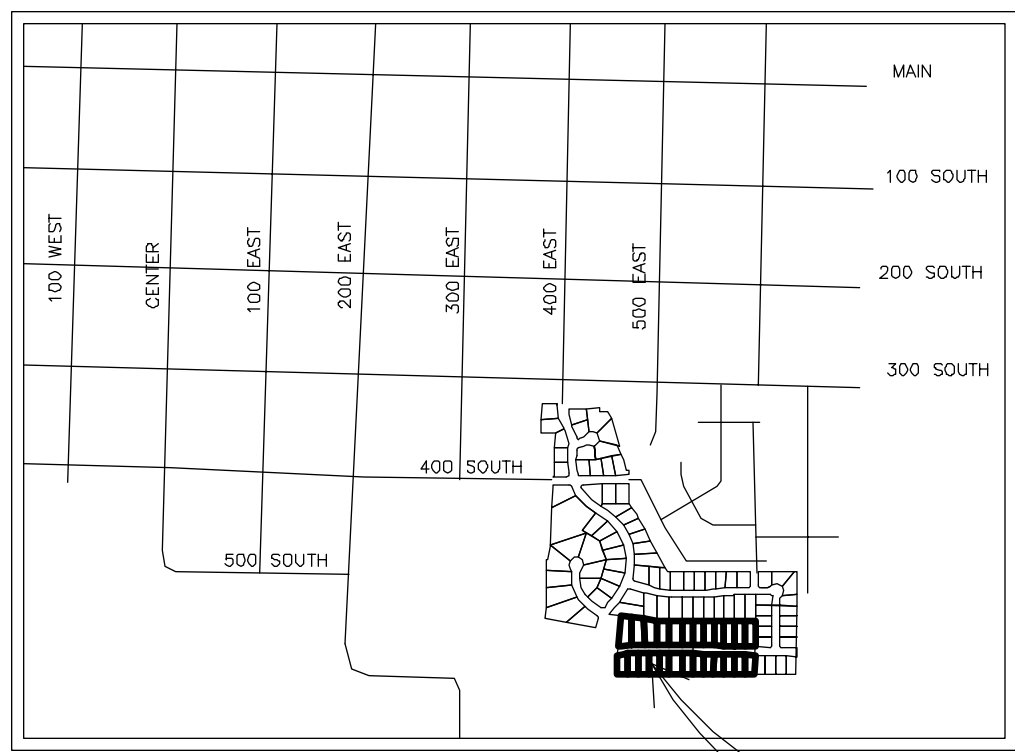 MAIN
100 SOUTH
200 SOUTH
300 SOUTH
100 WEST
CENTER
100 EAST
200 EAST
300 EAST
400 EAST
500 EAST
400 SOUTH
500 SOUTH